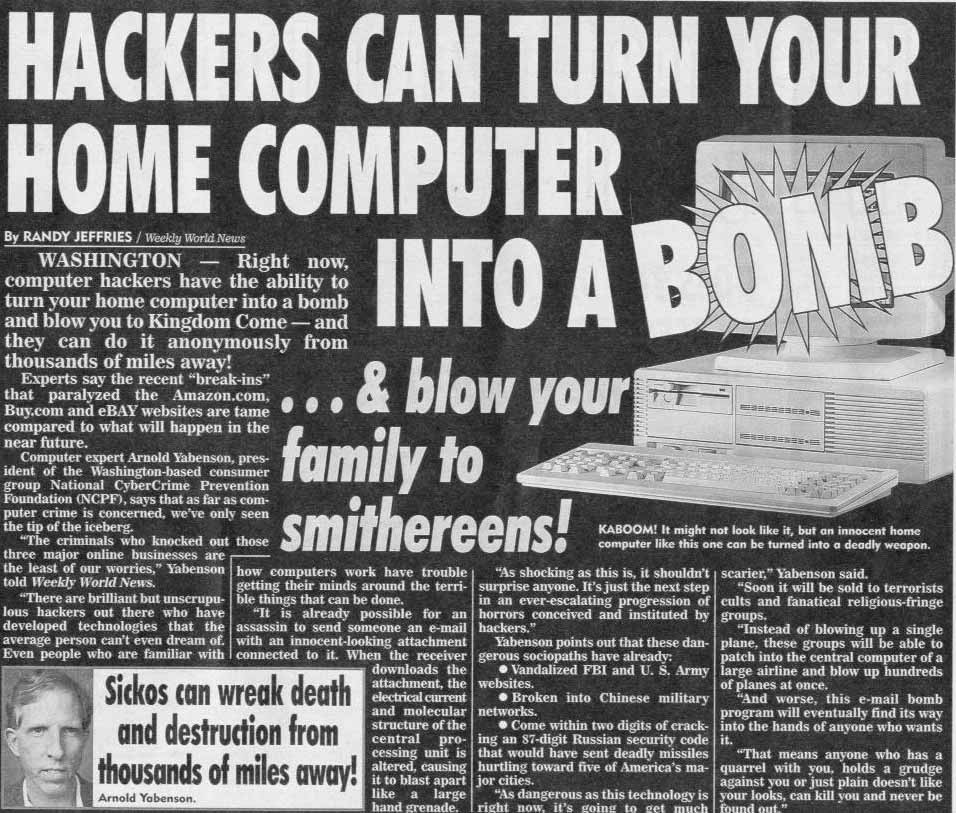 HACKERS CAN TURN YOUR
HOME COMPUTER
INTO A BOMB
. . . & blow your
family to
smithereens!
By RANDY JEFFRIES / Weekly World News
WASHINGTON — Right now,
computer hackers have the ability to
turn your home computer into a bomb
and blow you to Kingdom Come — and
they can do it anonymously from
thousands of miles away!
Experts say the recent “break-ins”
that paralyzed the Amazon.com,
Buy.com and eBAY websites are tame
compared to what will happen in the
near future.
Computer expert Arnold Yabenson, pres-
ident of the Washington-based consumer
group National CyberCrime Prevention
Foundation (NCPF), says that as far as com-
puter crime is concerned, we’ve only seen
the tip of the iceberg.
“The criminals who knocked out those
three major online businesses are
the least of our worries,” Yabenson
told Weekly World News.
“There are brilliant but unscrupu-
lous hackers out there who have
developed technologies that the
average person can’t even dream of.
Even people who are familiar with
how computers work have trouble
getting their minds around the terri-
ble things that can be done.
“It is already possible for an
assassin to send someone an e-mail
with an innocent-looking attachment
connected to it. When the receiver
downloads the
attachment, the
electrical current
and molecular
structure of the
central pro-
cessing unit is
altered, causing
it to blast apart
like a large
hand grenade.
“As shocking as this is, it shouldn’t
surprise anyone. It’s just the next step
in an ever-escalating progression of
horrors conceived and instituted by
hackers.”
Yabenson points out that these dan-
gerous sociopaths have already:
● Vandalized FBI and U. S. Army
websites.
● Broken into Chinese military
networks.
● Come within two digits of crack-
ing an 87-digit Russian security code
that would have sent deadly missiles
hurtling toward five of America’s ma-
jor cities.
“As dangerous as this technology is
right now, it’s going to get much
scarier,” Yabenson said.
“Soon it will be sold to terrorists
cults and fanatical religious-fringe
groups.
“Instead of blowing up a single
plane, these groups will be able to
patch into the central computer of a
large airline and blow up hundreds
of planes at once.
“And worse, this e-mail bomb
program will eventually find its way
into the hands of anyone who wants
it.
“That means anyone who has a
quarrel with you, holds a grudge
against you or just plain doesn’t like
your looks, can kill you and never be
found out.”
KABOOM! It might not look like it, but an innocent home
computer like this one can be turned into a deadly weapon.
Sickos can wreak death
and destruction from
thousands of miles away!
Arnold Yabenson.